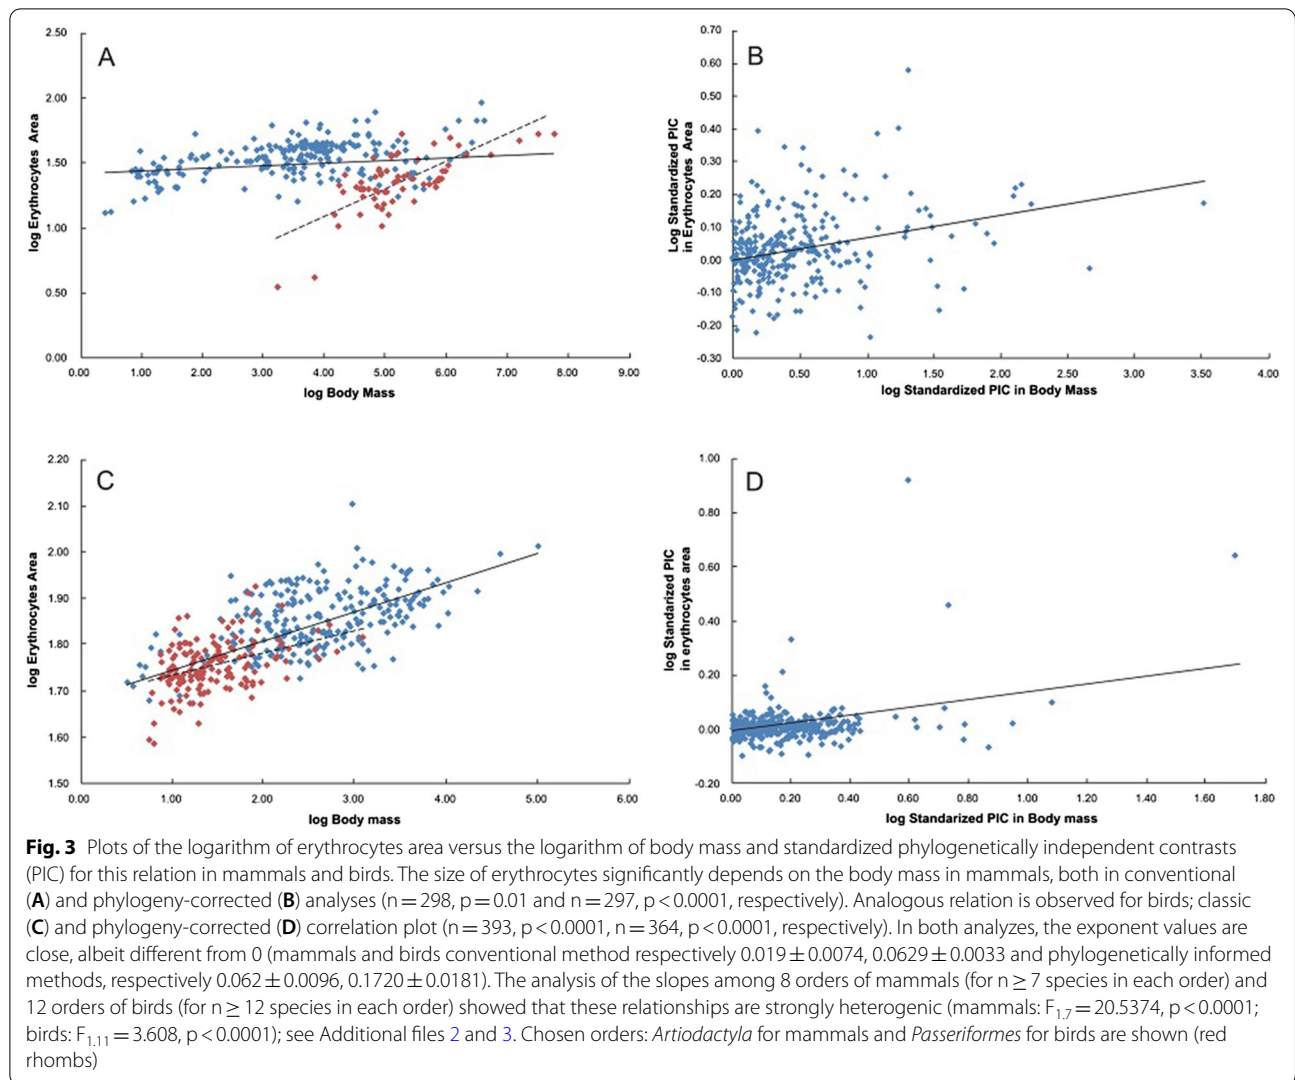 A
2.50
2.00
1.50
1.00
0.50
0.00
log Erythrocytes Area
0.00 1.00 2.00 3.00 4.00 5.00 6.00 7.00 8.00 9.00
log Body Mass
B
0.70
0.60
0.50
0.40
0.30
0.20
0.10
0.00
-0.10
-0.20
-0.30
Log Standardized PIC
in Erythrocytes Area
0.00 0.50 1.00 1.50 2.00 2.50 3.00 3.50 4.00
log Standardized PIC in Body Mass
C
2.20
2.10
2.00
1.90
1.80
1.70
1.60
1.50
log Erythrocytes Area
0.00 1.00 2.00 3.00 4.00 5.00 6.00
log Body mass
D
1.00
0.80
0.60
0.40
0.20
0.00
-0.20
log Standarized PIC
in erythrocytes area
0.00 0.20 0.40 0.60 0.80 1.00 1.20 1.40 1.60 1.80
log Standarized PIC in Body mass
Fig. 3 Plots of the logarithm of erythrocytes area versus the logarithm of body mass and standardized phylogenetically independent contrasts
(PIC) for this relation in mammals and birds. The size of erythrocytes significantly depends on the body mass in mammals, both in conventional
(A) and phylogeny-corrected (B) analyses (n = 298, p = 0.01 and n = 297, p < 0.0001, respectively). Analogous relation is observed for birds; classic
(C) and phylogeny-corrected (D) correlation plot (n = 393, p < 0.0001, n = 364, p < 0.0001, respectively). In both analyzes, the exponent values are
close, albeit different from 0 (mammals and birds conventional method respectively 0.019 ± 0.0074, 0.0629 ± 0.0033 and phylogenetically informed
methods, respectively 0.062 ± 0.0096, 0.1720 ± 0.0181). The analysis of the slopes among 8 orders of mammals (for n ≥ 7 species in each order) and
12 orders of birds (for n ≥ 12 species in each order) showed that these relationships are strongly heterogenic (mammals: F1.7 = 20.5374, p < 0.0001;
birds: F1.11 = 3.608, p < 0.0001); see Additional files 2 and 3. Chosen orders: Artiodactyla for mammals and Passeriformes for birds are shown (red
rhombs)